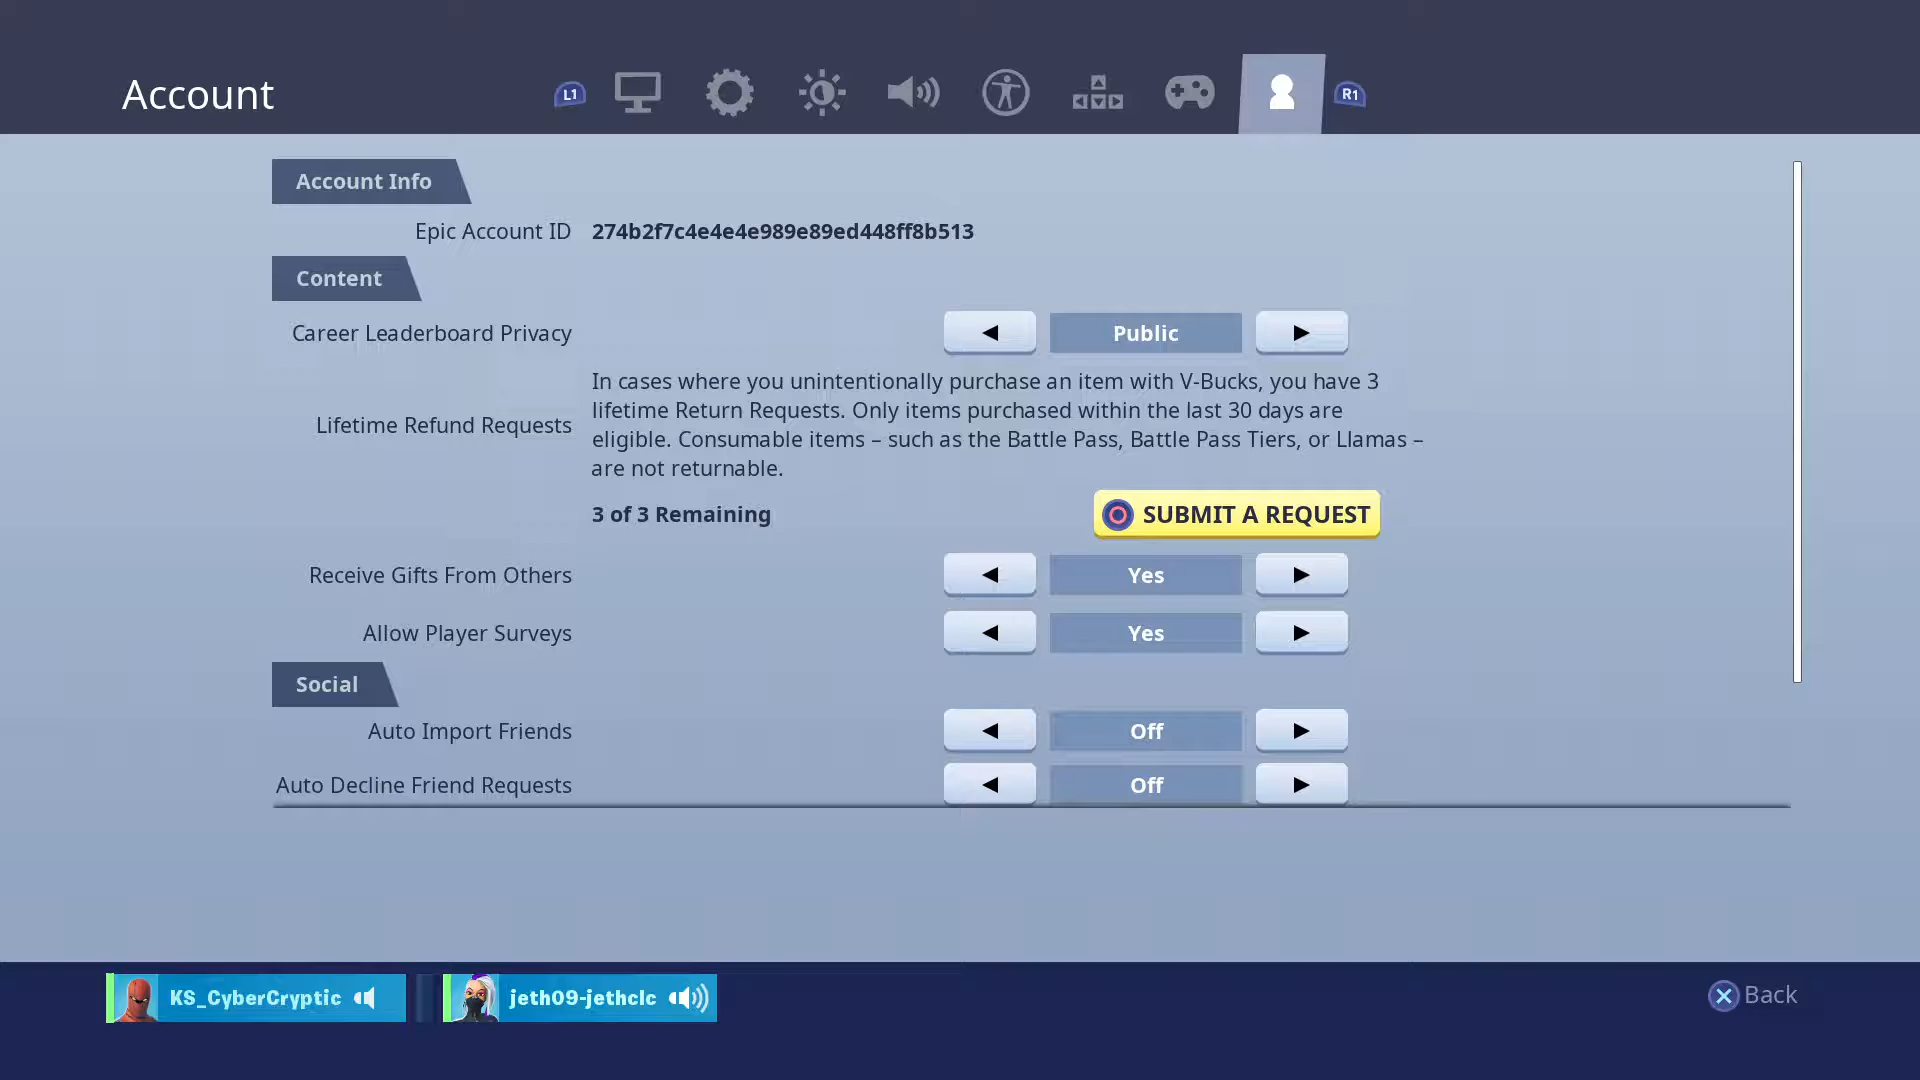 Account
L1
R1
Account Info
Epic Account ID 274b2f7c4e4e4e989e89ed448ff8b513
Content
Career Leaderboard Privacy Public
Lifetime Refund Requests
In cases where you unintentionally purchase an item with V-Bucks, you have 3
lifetime Return Requests. Only items purchased within the last 30 days are
eligible. Consumable items – such as the Battle Pass, Battle Pass Tiers, or Llamas –
are not returnable.
3 of 3 Remaining SUBMIT A REQUEST
Receive Gifts From Others Yes
Allow Player Surveys Yes
Social
Auto Import Friends Off
Auto Decline Friend Requests Off
KS_CyberCryptic jeth09-jethclc Back